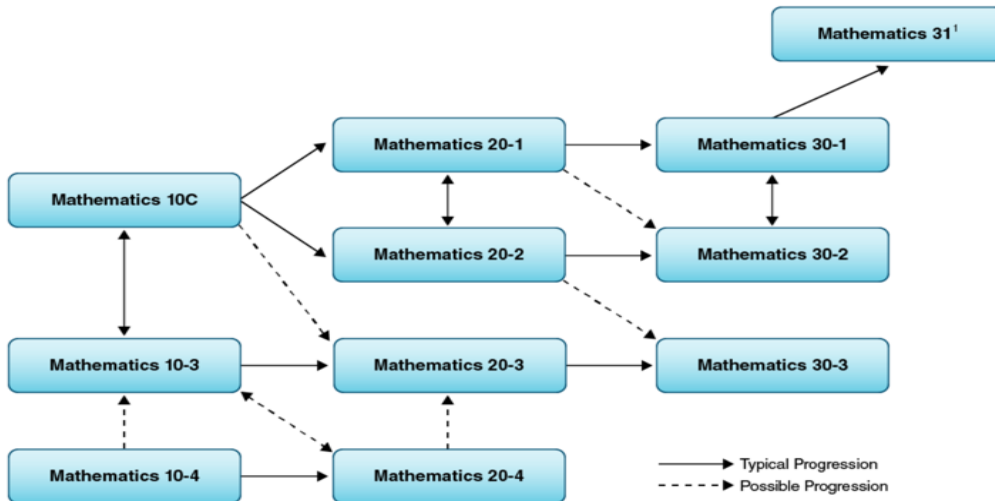 Mathematics 31¹
Mathematics 20-1
Mathematics 30-1
Mathematics 10C
Mathematics 20-2
Mathematics 30-2
Mathematics 10-3
Mathematics 20-3
Mathematics 30-3
Mathematics 10-4
Mathematics 20-4
Typical Progression
Possible Progression